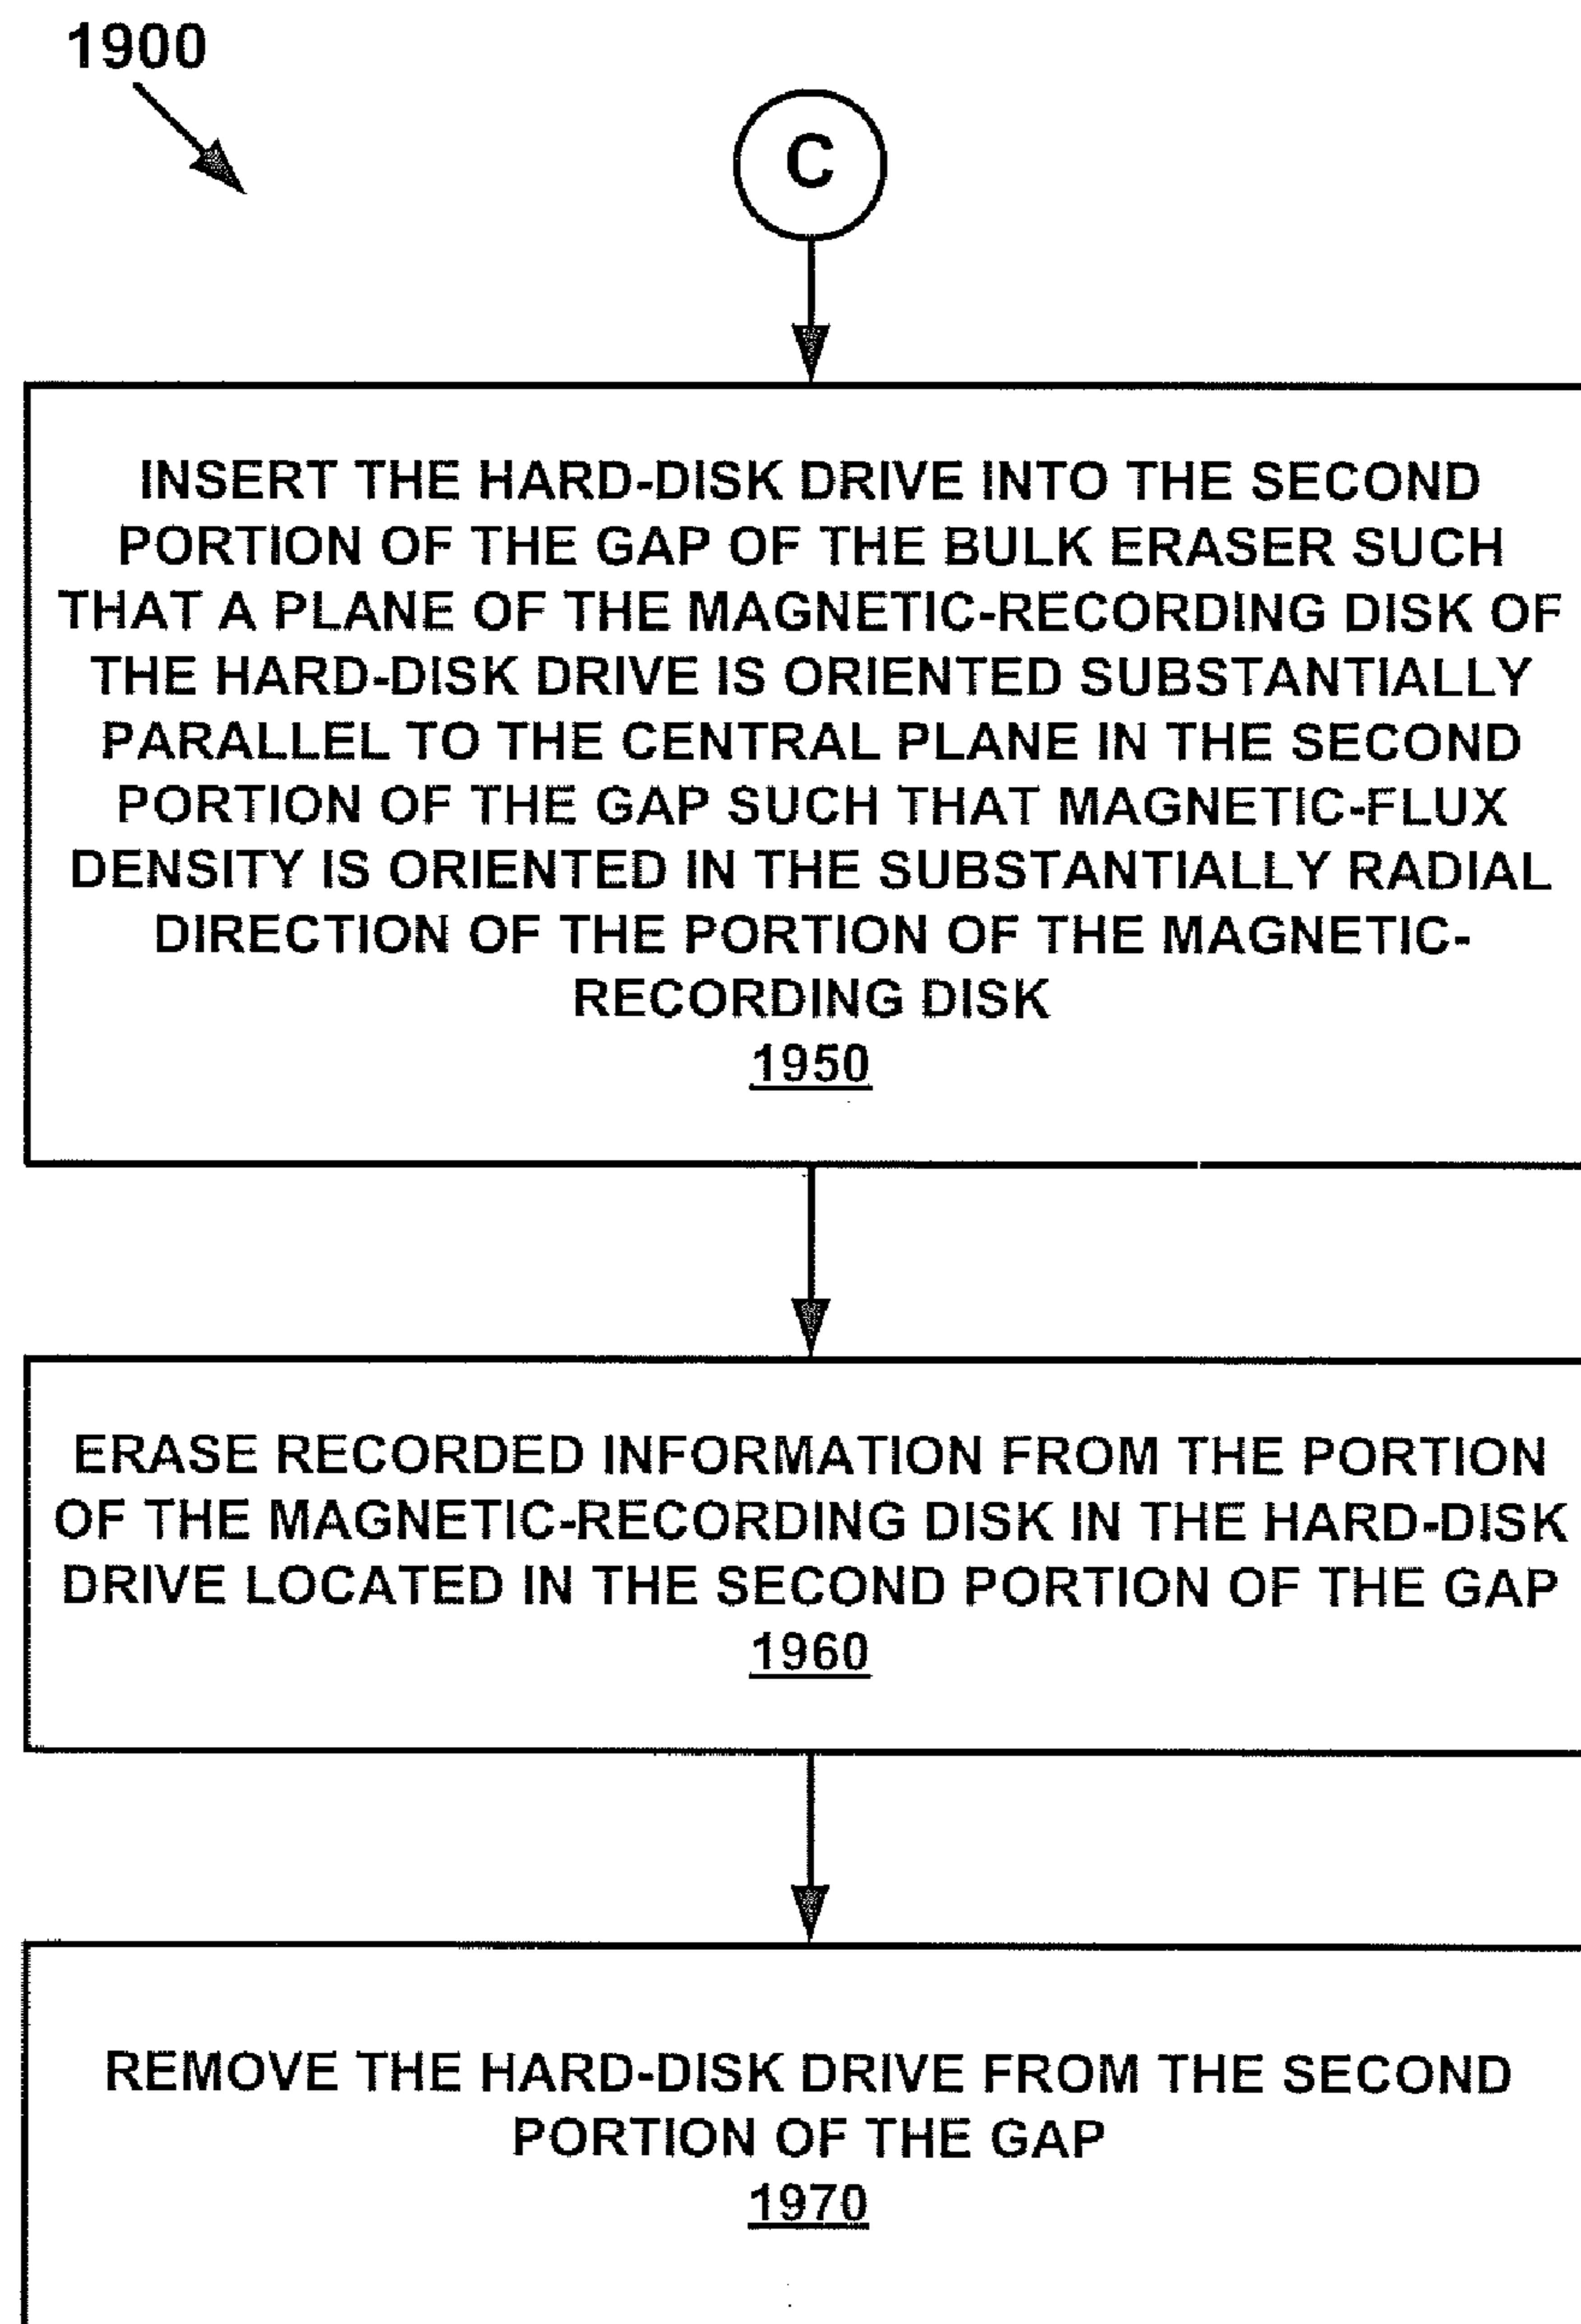 1900
C
INSERT THE HARD-DISK DRIVE INTO THE SECOND
PORTION OF THE GAP OF THE BULK ERASER SUCH
THAT A PLANE OF THE MAGNETIC-RECORDING DISK OF
THE HARD-DISK DRIVE IS ORIENTED SUBSTANTIALLY
PARALLEL TO THE CENTRAL PLANE IN THE SECOND
PORTION OF THE GAP SUCH THAT MAGNETIC-FLUX
DENSITY IS ORIENTED IN THE SUBSTANTIALLY RADIAL
DIRECTION OF THE PORTION OF THE MAGNETIC-
RECORDING DISK
1950
ERASE RECORDED INFORMATION FROM THE PORTION
OF THE MAGNETIC-RECORDING DISK IN THE HARD-DISK
DRIVE LOCATED IN THE SECOND PORTION OF THE GAP
1960
REMOVE THE HARD-DISK DRIVE FROM THE SECOND
PORTION OF THE GAP
1970